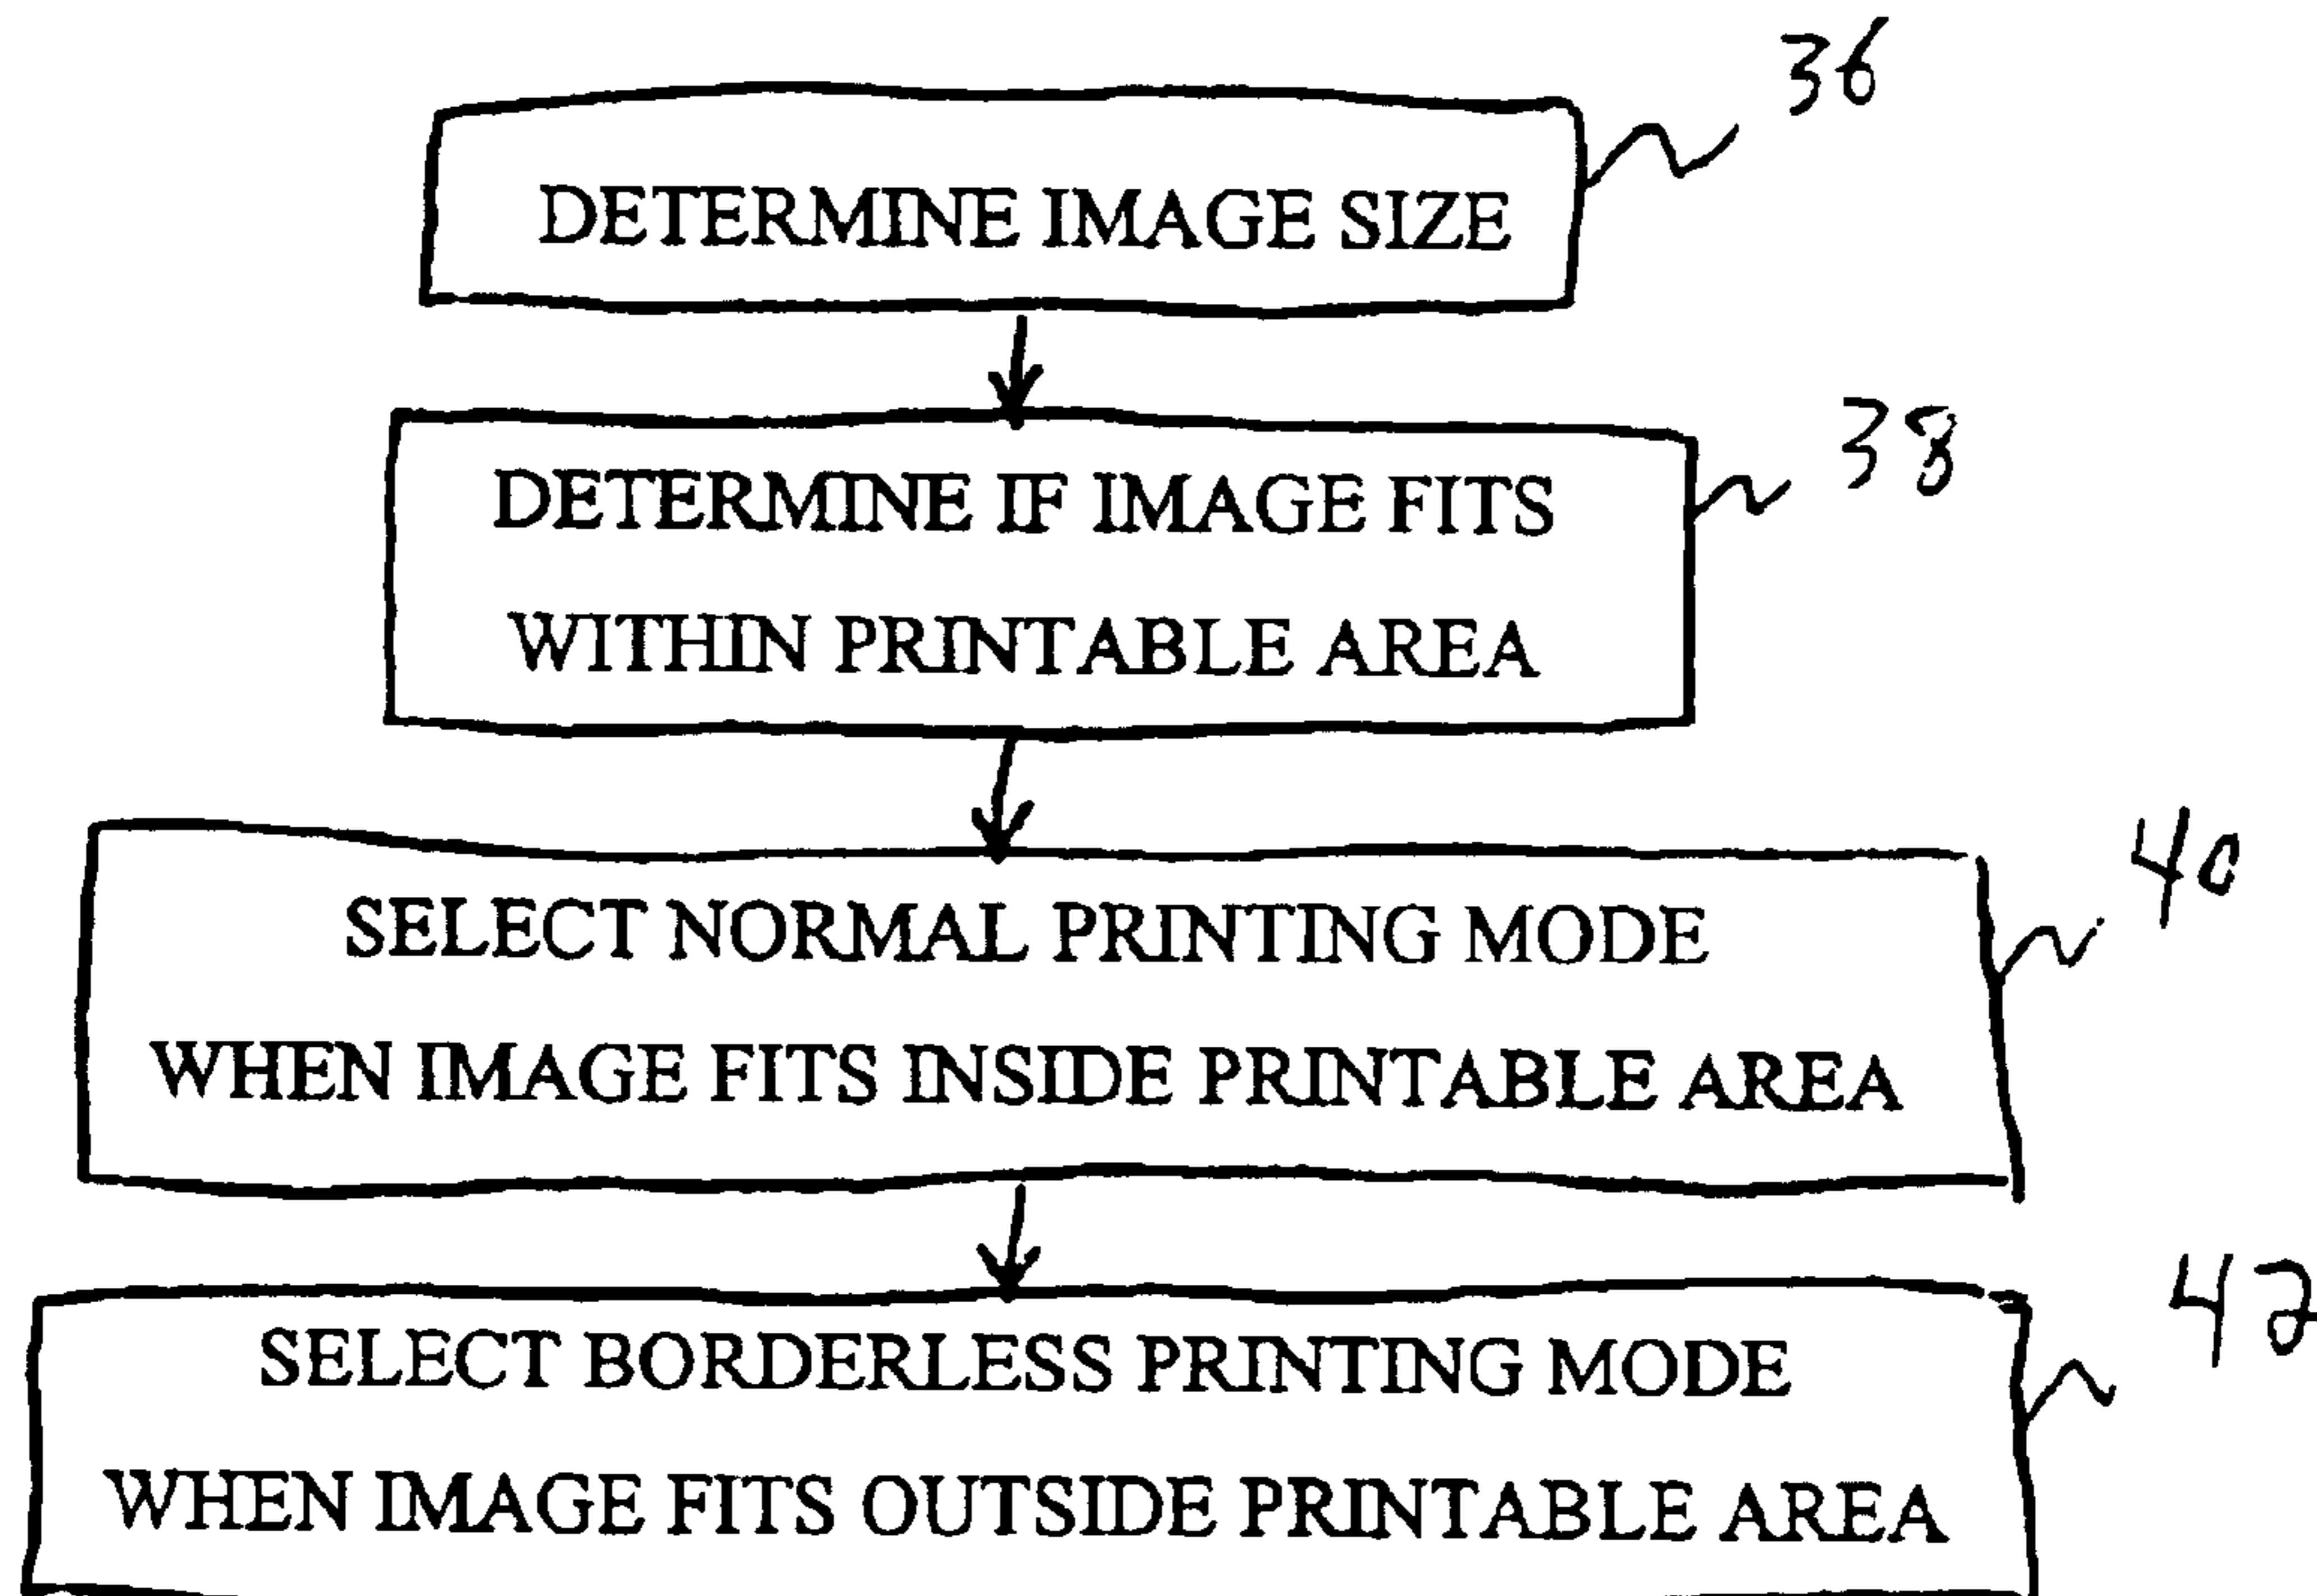 36
DETERMINE IMAGE SIZE
38
DETERMINE IF IMAGE FITS
WITHIN PRINTABLE AREA
40
SELECT NORMAL PRINTING MODE
WHEN IMAGE FITS INSIDE PRINTABLE AREA
42
SELECT BORDERLESS PRINTING MODE
WHEN IMAGE FITS OUTSIDE PRINTABLE AREA